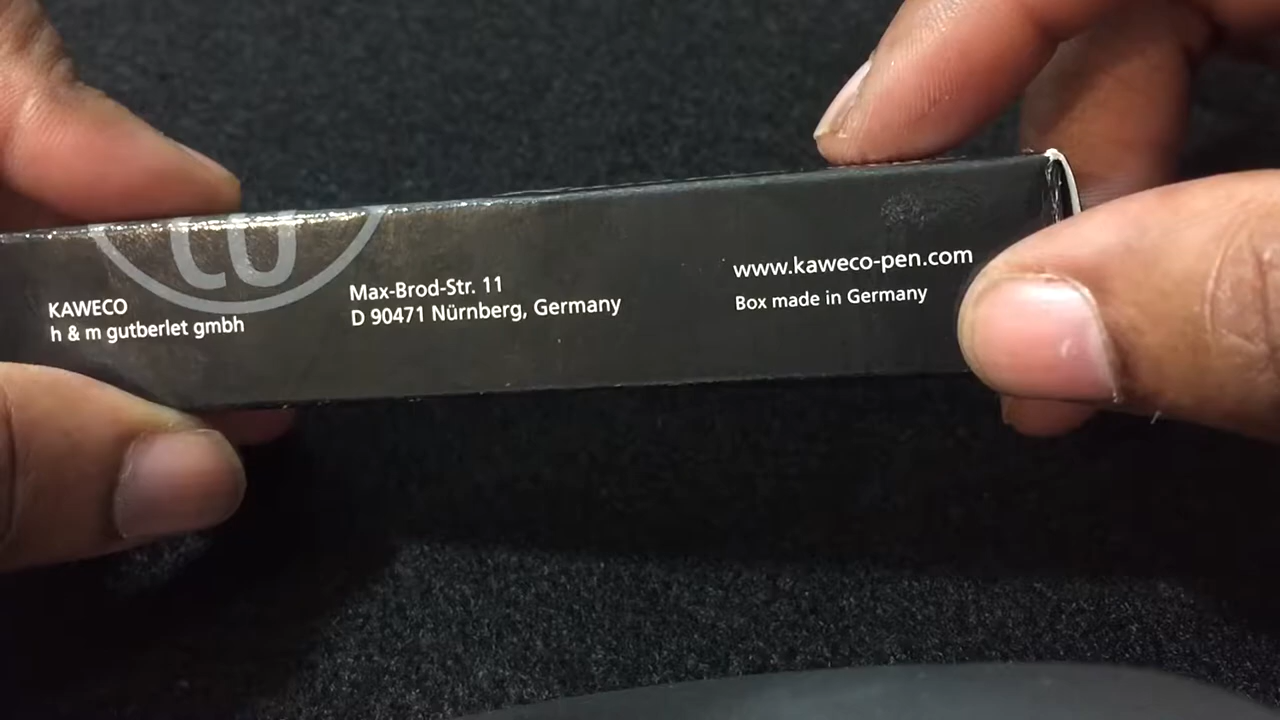 KAWECO
h & m gutberlet gmbh
Max-Brod-Str. 11
D 90471 Nürnberg, Germany
www.kaweco-pen.com
Box made in Germany